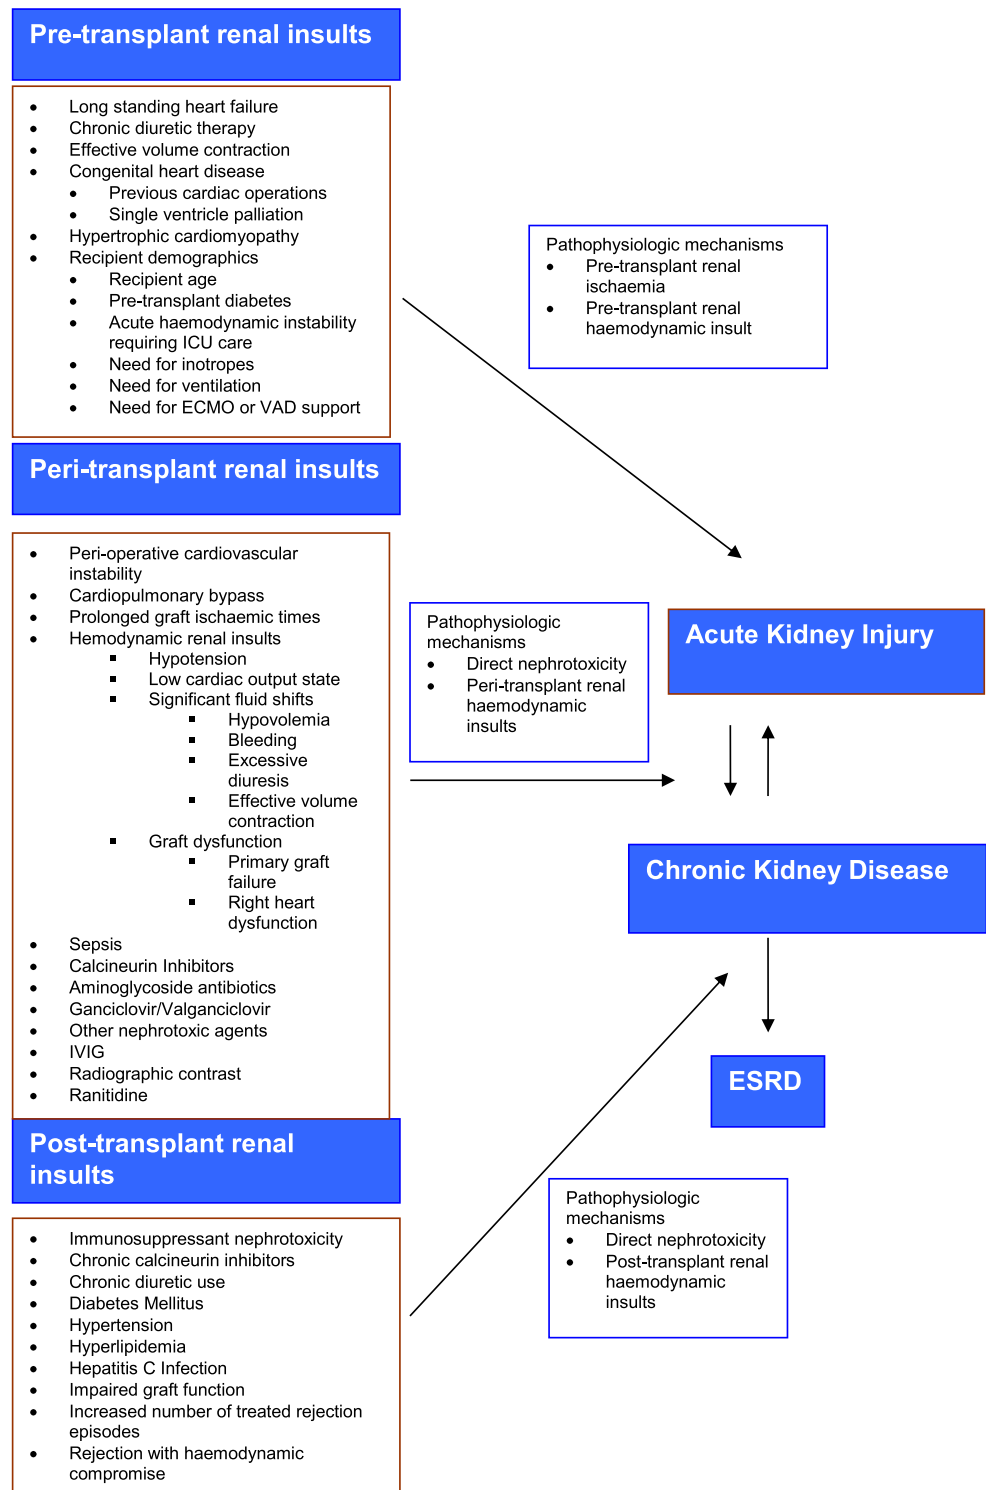 Pre-transplant renal insults
• Long standing heart failure
• Chronic diuretic therapy
• Effective volume contraction
• Congenital heart disease
• Previous cardiac operations
• Single ventricle palliation
• Hypertrophic cardiomyopathy
• Recipient demographics
• Recipient age
• Pre-transplant diabetes
• Acute haemodynamic instability
requiring ICU care
• Need for inotropes
• Need for ventilation
• Need for ECMO or VAD support
Pathophysiologic mechanisms
• Pre-transplant renal
ischaemia
• Pre-transplant renal
haemodynamic insult
Peri-transplant renal insults
• Peri-operative cardiovascular
instability
• Cardiopulmonary bypass
• Prolonged graft ischaemic times
• Hemodynamic renal insults
▪ Hypotension
▪ Low cardiac output state
▪ Significant fluid shifts
▪ Hypovolemia
▪ Bleeding
▪ Excessive
diuresis
▪ Effective volume
contraction
▪ Graft dysfunction
▪ Primary graft
failure
▪ Right heart
dysfunction
• Sepsis
• Calcineurin Inhibitors
• Aminoglycoside antibiotics
• Ganciclovir/Valganciclovir
• Other nephrotoxic agents
• IVIG
• Radiographic contrast
• Ranitidine
Pathophysiologic
mechanisms
• Direct nephrotoxicity
• Peri-transplant renal
haemodynamic
insults
Acute Kidney Injury
Chronic Kidney Disease
ESRD
Post-transplant renal
insults
• Immunosuppressant nephrotoxicity
• Chronic calcineurin inhibitors
• Chronic diuretic use
• Diabetes Mellitus
• Hypertension
• Hyperlipidemia
• Hepatitis C Infection
• Impaired graft function
• Increased number of treated rejection
episodes
• Rejection with haemodynamic
compromise
Pathophysiologic
mechanisms
• Direct nephrotoxicity
• Post-transplant renal
haemodynamic
insults